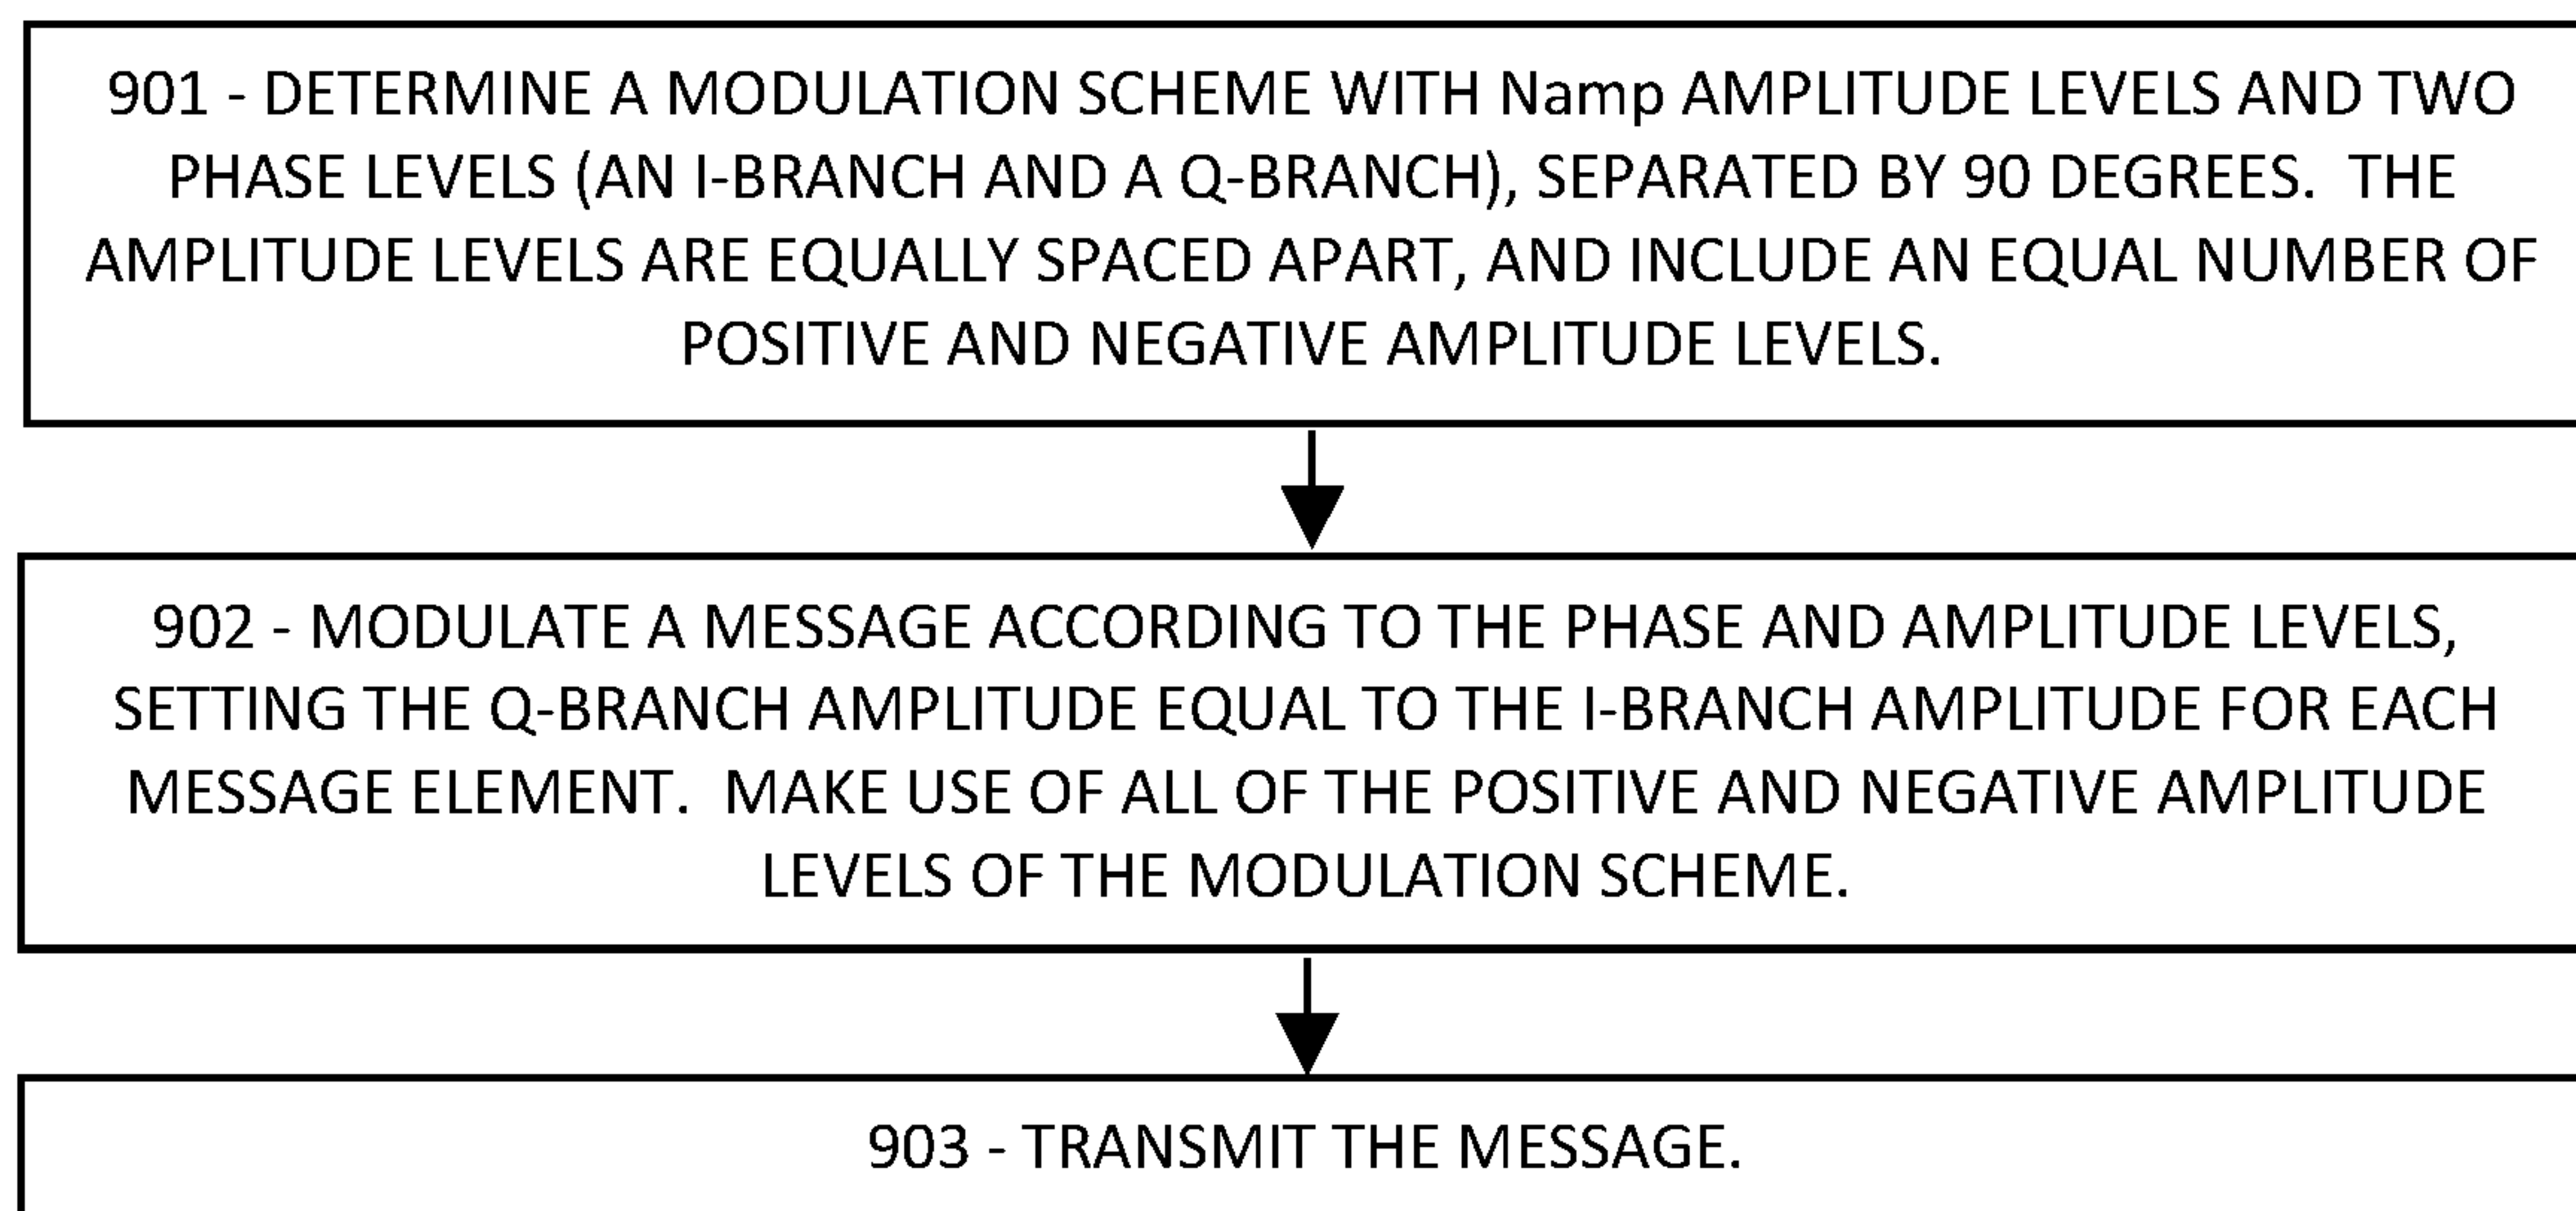 901 - DETERMINE A MODULATION SCHEME WITH Namp AMPLITUDE LEVELS AND TWO
PHASE LEVELS (AN I-BRANCH AND A Q-BRANCH), SEPARATED BY 90 DEGREES.  THE
AMPLITUDE LEVELS ARE EQUALLY SPACED APART, AND INCLUDE AN EQUAL NUMBER OF
POSITIVE AND NEGATIVE AMPLITUDE LEVELS.
902 - MODULATE A MESSAGE ACCORDING TO THE PHASE AND AMPLITUDE LEVELS,
SETTING THE Q-BRANCH AMPLITUDE EQUAL TO THE I-BRANCH AMPLITUDE FOR EACH
MESSAGE ELEMENT.  MAKE USE OF ALL OF THE POSITIVE AND NEGATIVE AMPLITUDE
LEVELS OF THE MODULATION SCHEME.
903 - TRANSMIT THE MESSAGE.